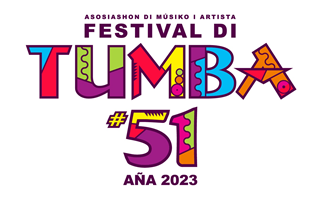 ASOSIASHON DI MÚSIKO I ARTISTA
FESTIVAL DI
TUMBA
#51
AÑA 2023